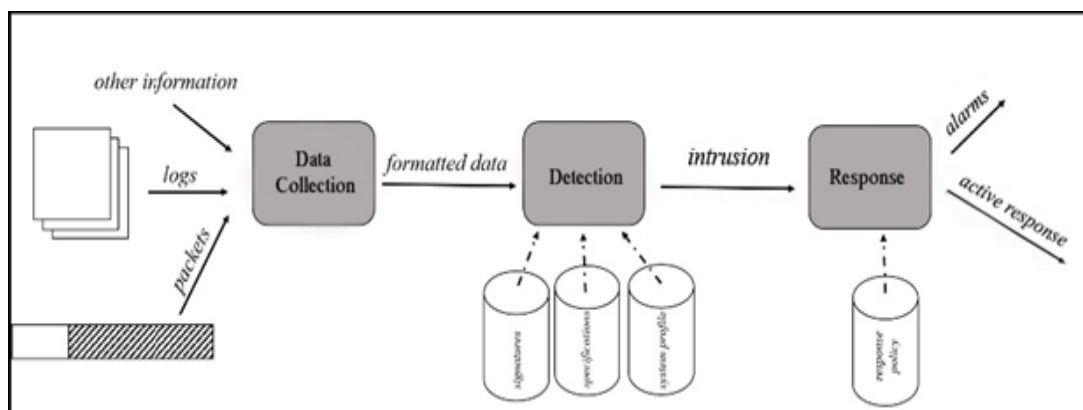 other information
logs
packets
Data
Collection
formatted data
Detection
intrusion
Response
alarms
active response
signatures
specifications
system profile
response
policy